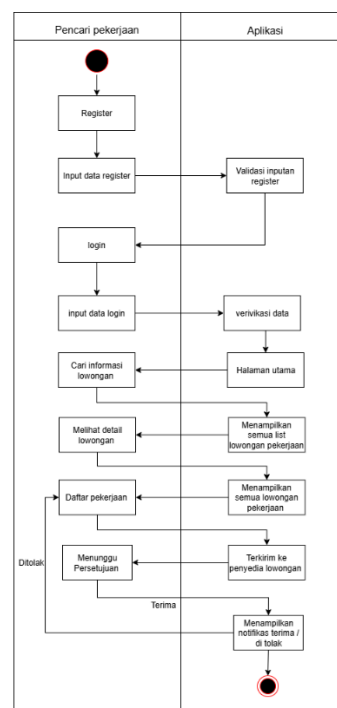 Pencari pekerjaan
Aplikasi
Register
Input data register
Validasi inputan
register
login
input data login
verivikasi data
Cari informasi
lowongan
Halaman utama
Melihat detail
lowongan
Menampilkan
semua list
lowongan pekerjaan
Daftar pekerjaan
Menampilkan
semua lowongan
pekerjaan
Ditolak
Menunggu
Persetujuan
Terkirim ke
penyedia lowongan
Terima
Menampilkan
notifikas terima /
di tolak